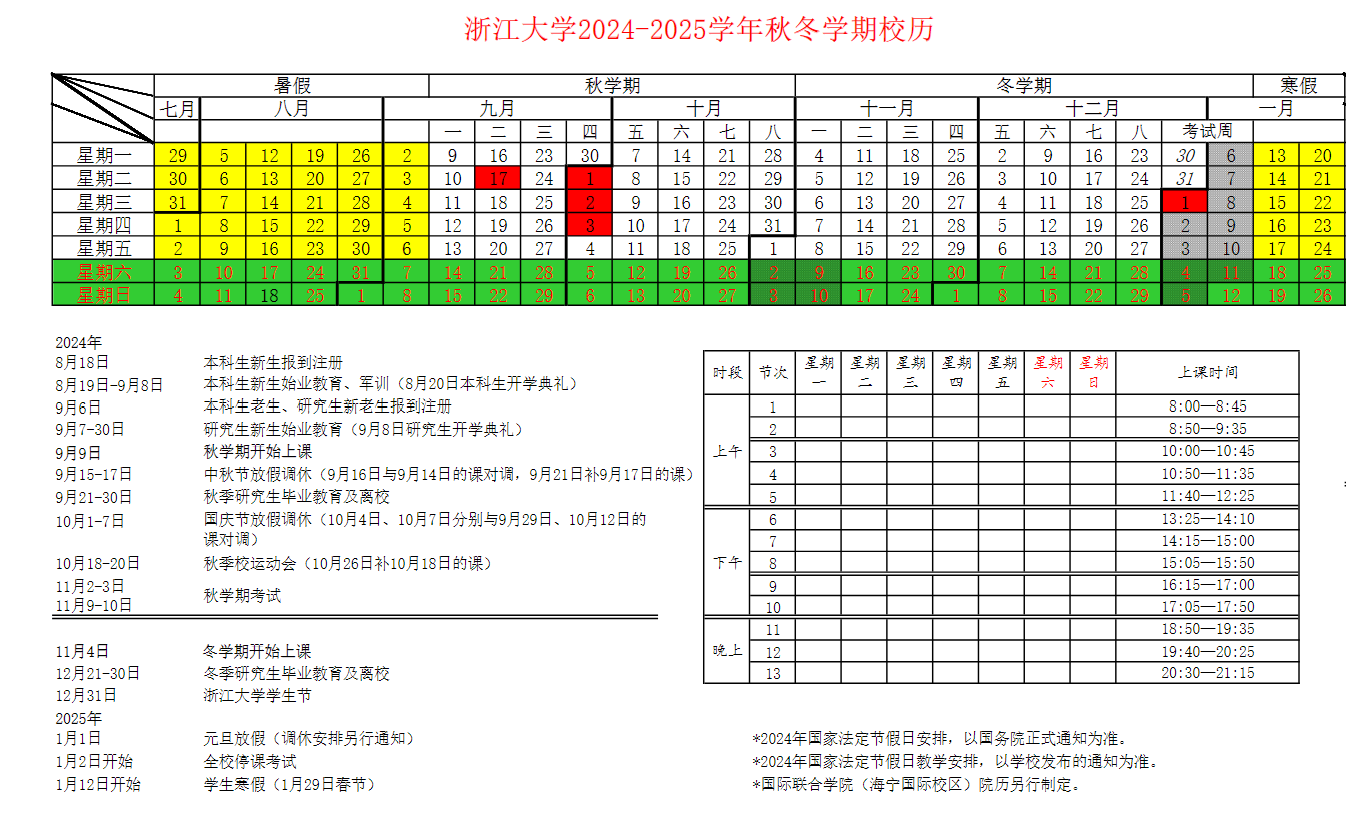 浙江大学2024-2025学年秋冬学期校历
暑假 秋学期 冬学期 寒假
七月 八月 九月 十月 十一月 十二月 一月
一 二 三 四 五 六 七 八 一 二 三 四 五 六 七 八 考试周
星期一 29 5 12 19 26 2 9 16 23 30 7 14 21 28 4 11 18 25 2 9 16 23 30 6 13 20
星期二 30 6 13 20 27 3 10 17 24 1 8 15 22 29 5 12 19 26 3 10 17 24 31 7 14 21
星期三 31 7 14 21 28 4 11 18 25 2 9 16 23 30 6 13 20 27 4 11 18 25 1 8 15 22
星期四 1 8 15 22 29 5 12 19 26 3 10 17 24 31 7 14 21 28 5 12 19 26 2 9 16 23
星期五 2 9 16 23 30 6 13 20 27 4 11 18 25 1 8 15 22 29 6 13 20 27 3 10 17 24
星期六 3 10 17 24 31 7 14 21 28 5 12 19 26 2 9 16 23 30 7 14 21 28 4 11 18 25
星期日 4 11 18 25 1 8 15 22 29 6 13 20 27 3 10 17 24 1 8 15 22 29 5 12 19 26
2024年
8月18日 本科生新生报到注册
8月19日-9月8日 本科生新生始业教育、军训（8月20日本科生开学典礼）
9月6日 本科生老生、研究生新老生报到注册
9月7-30日 研究生新生始业教育（9月8日研究生开学典礼）
9月9日 秋学期开始上课
9月15-17日 中秋节放假调休（9月16日与9月14日的课对调，9月21日补9月17日的课）
9月21-30日 秋季研究生毕业教育及离校
10月1-7日 国庆节放假调休（10月4日、10月7日分别与9月29日、10月12日的
课对调）
10月18-20日 秋季校运动会（10月26日补10月18日的课）
11月2-3日
11月9-10日 秋学期考试
11月4日 冬学期开始上课
12月21-30日 冬季研究生毕业教育及离校
12月31日 浙江大学学生节
2025年
1月1日 元旦放假（调休安排另行通知）
1月2日开始 全校停课考试
1月12日开始 学生寒假（1月29日春节）
时段 节次 星期一 星期二 星期三 星期四 星期五 星期六 星期日 上课时间
上午
1 8:00—8:45
2 8:50—9:35
3 10:00—10:45
4 10:50—11:35
5 11:40—12:25
下午
6 13:25—14:10
7 14:15—15:00
8 15:05—15:50
9 16:15—17:00
10 17:05—17:50
晚上
11 18:50—19:35
12 19:40—20:25
13 20:30—21:15
*2024年国家法定节假日安排，以国务院正式通知为准。
*2024年国家法定节假日教学安排，以学校发布的通知为准。
*国际联合学院（海宁国际校区）院历另行制定。